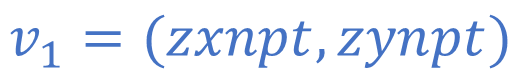 v₁ = (zxnpt, zynpt)